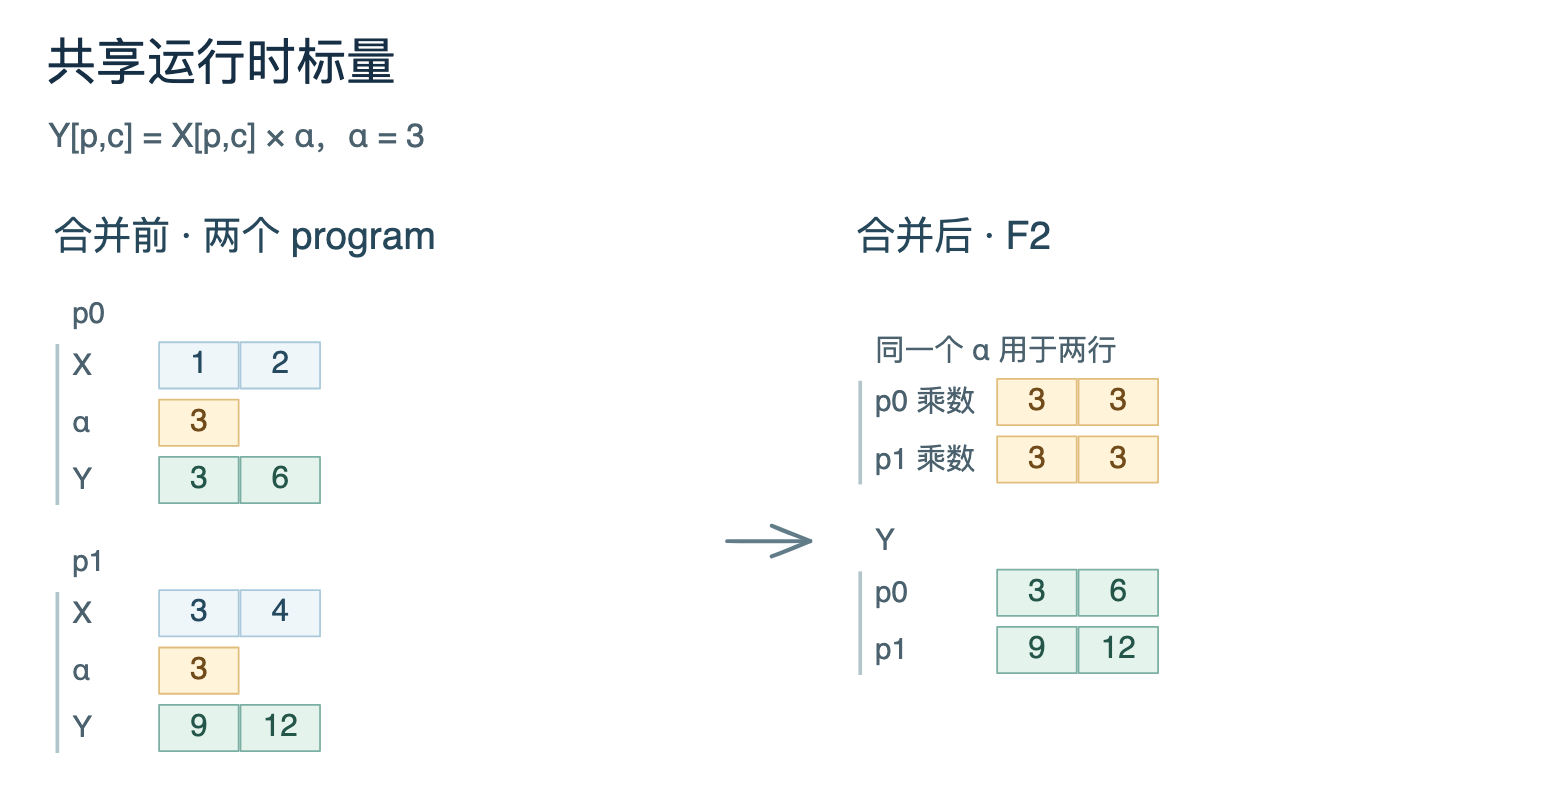 共享运行时标量
Y[p,c] = X[p,c] × α, α = 3
合并前 · 两个 program
p0
X 1 2
α 3
Y 3 6
p1
X 3 4
α 3
Y 9 12
合并后 · F2
同一个 α 用于两行
p0 乘数 3 3
p1 乘数 3 3
Y
p0 3 6
p1 9 12